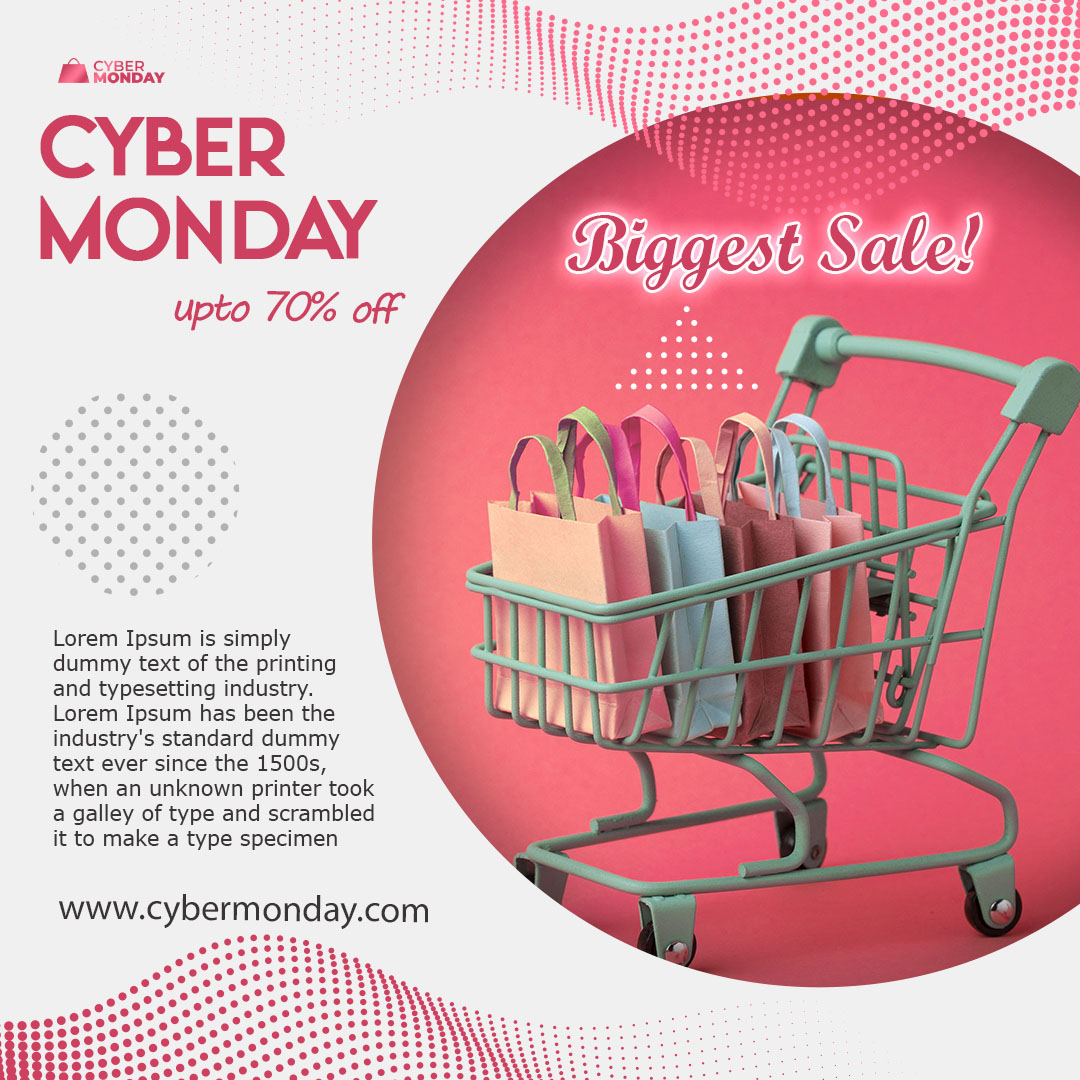 CYBER
MONDAY
CYBER
MONDAY
upto 70% off
Biggest Sale!
Lorem Ipsum is simply
dummy text of the printing
and typesetting industry.
Lorem Ipsum has been the
industry's standard dummy
text ever since the 1500s,
when an unknown printer took
a galley of type and scrambled
it to make a type specimen
www.cybermonday.com